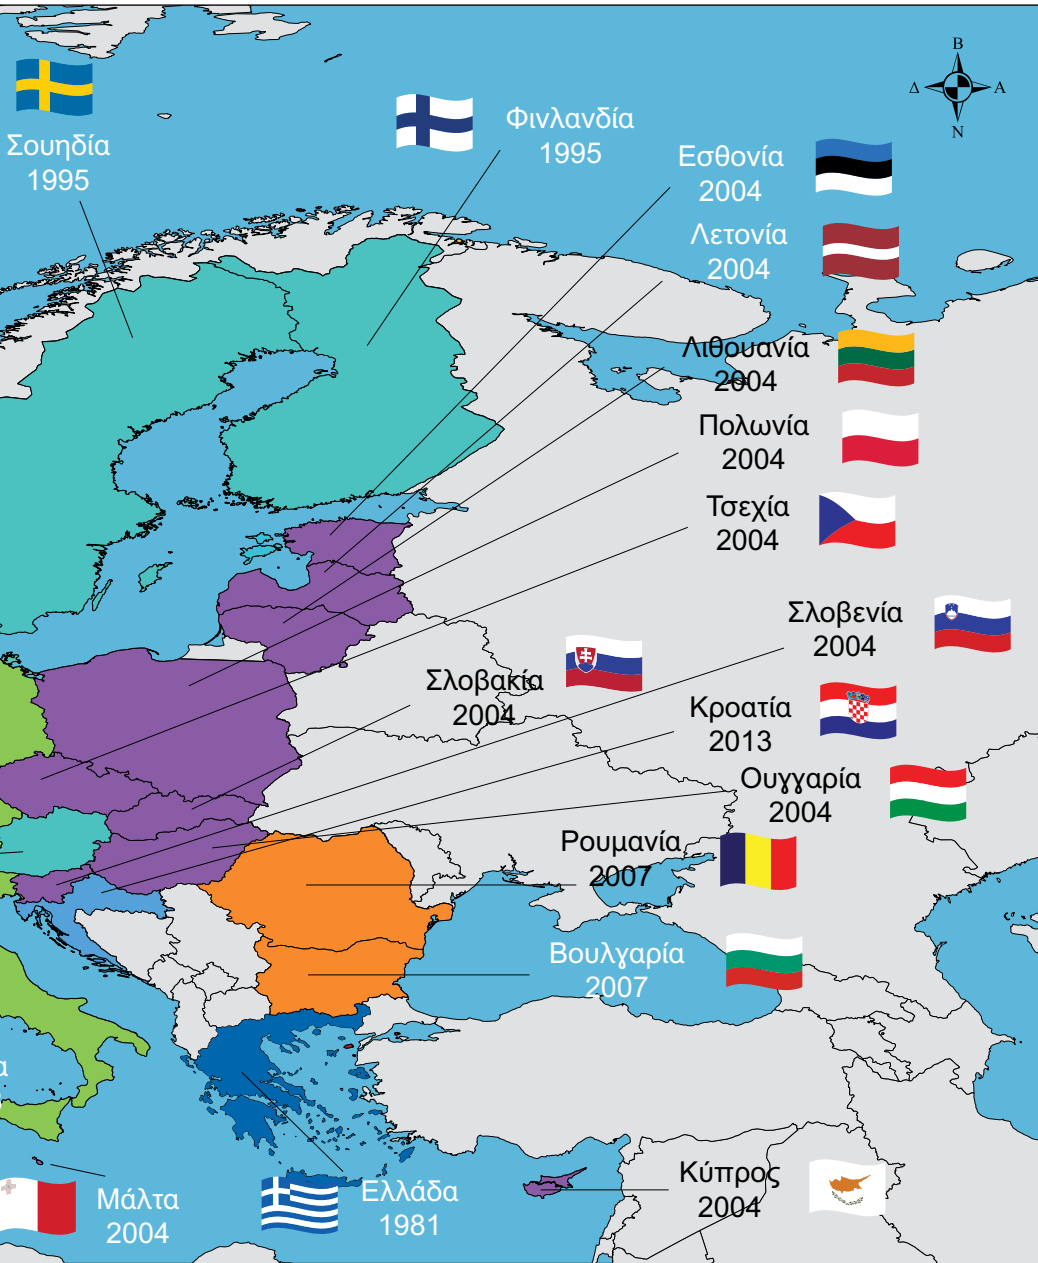 Β
Δ
Α
Ν
Σουηδία
1995
Φινλανδία
1995
Εσθονία
2004
Λετονία
2004
Λιθουανία
2004
Πολωνία
2004
Τσεχία
2004
Σλοβενία
2004
Σλοβακία
2004
Κροατία
2013
Ουγγαρία
2004
Ρουμανία
2007
Βουλγαρία
2007
α
Κύπρος
2004
Μάλτα
2004
Ελλάδα
1981